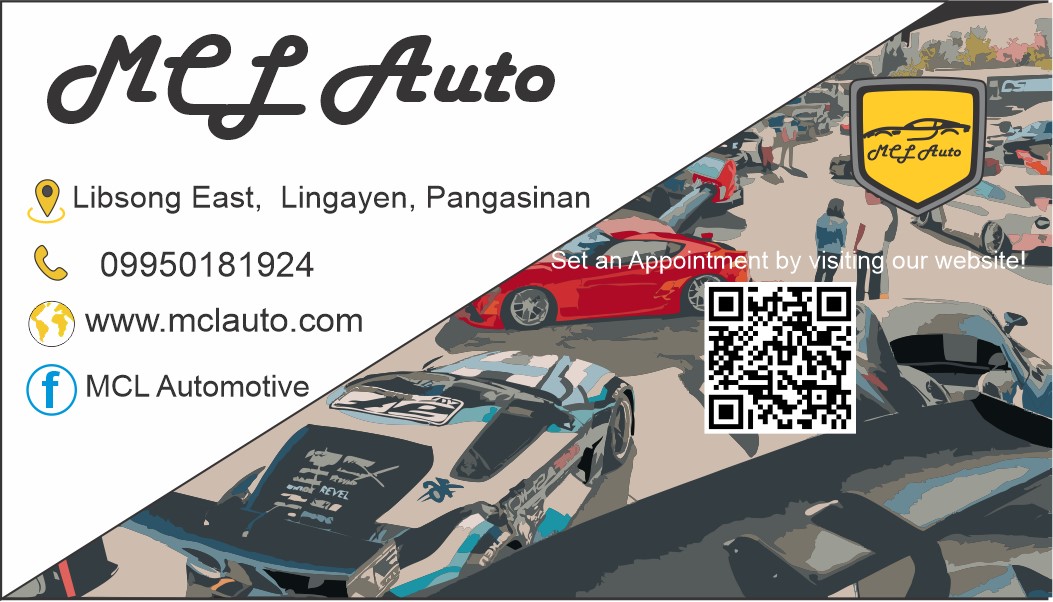 MCL Auto
MCL Auto
Libsong East, Lingayen, Pangasinan
09950181924
Set an Appointment by visiting our website!
www.mclauto.com
MCL Automotive
REVEL